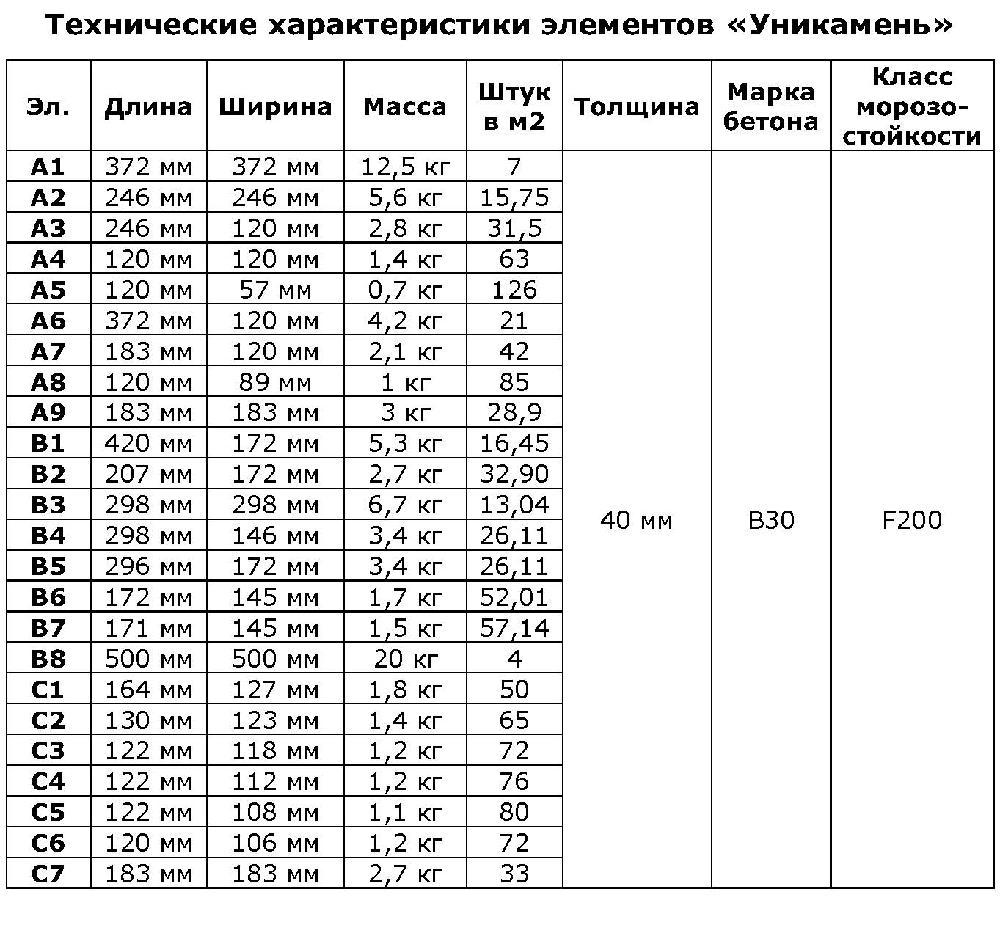 Технические характеристики элементов «Уникамень»
Эл. Длина Ширина Масса Штук в м2 Толщина Марка бетона Класс морозо-стойкости
A1 372 мм 372 мм 12,5 кг 7
A2 246 мм 246 мм 5,6 кг 15,75
A3 246 мм 120 мм 2,8 кг 31,5
A4 120 мм 120 мм 1,4 кг 63
A5 120 мм 57 мм 0,7 кг 126
A6 372 мм 120 мм 4,2 кг 21
A7 183 мм 120 мм 2,1 кг 42
A8 120 мм 89 мм 1 кг 85
A9 183 мм 183 мм 3 кг 28,9
B1 420 мм 172 мм 5,3 кг 16,45
B2 207 мм 172 мм 2,7 кг 32,90
B3 298 мм 298 мм 6,7 кг 13,04
B4 298 мм 146 мм 3,4 кг 26,11
40 мм B30 F200
B5 296 мм 172 мм 3,4 кг 26,11
B6 172 мм 145 мм 1,7 кг 52,01
B7 171 мм 145 мм 1,5 кг 57,14
B8 500 мм 500 мм 20 кг 4
C1 164 мм 127 мм 1,8 кг 50
C2 130 мм 123 мм 1,4 кг 65
C3 122 мм 118 мм 1,2 кг 72
C4 122 мм 112 мм 1,2 кг 76
C5 122 мм 108 мм 1,1 кг 80
C6 120 мм 106 мм 1,2 кг 72
C7 183 мм 183 мм 2,7 кг 33